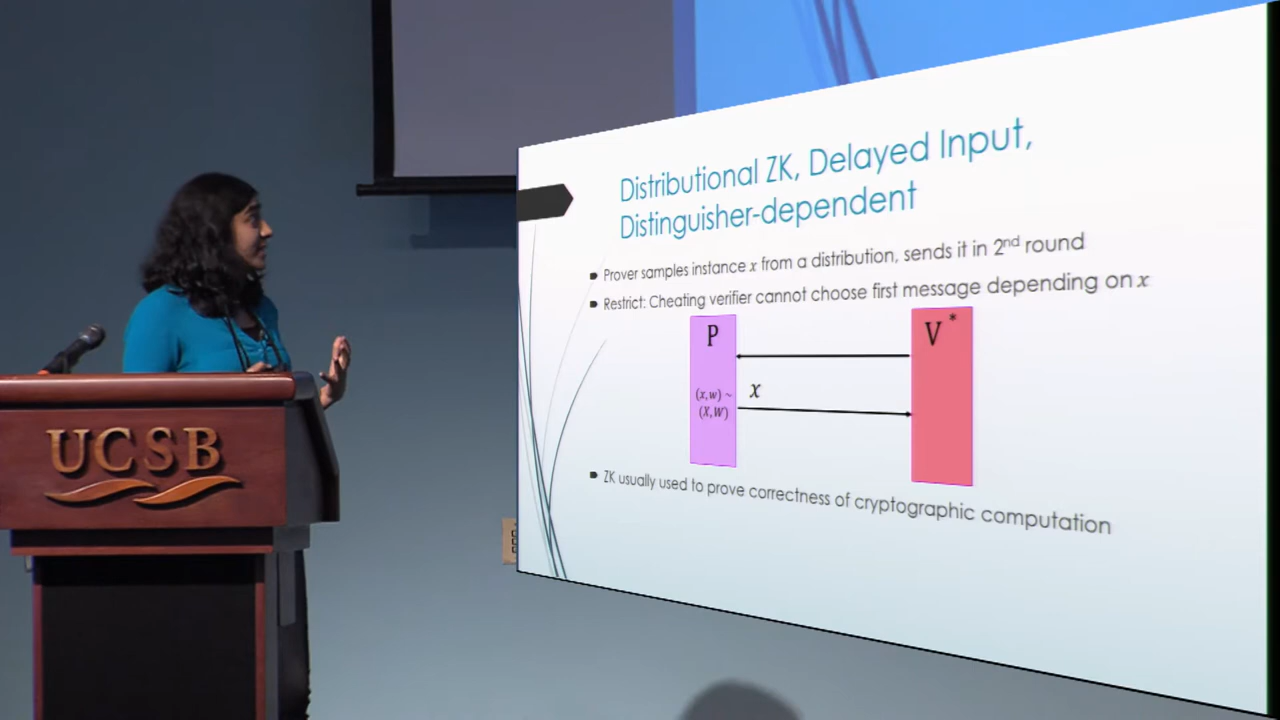 UCSB
Distributional ZK, Delayed Input,
Distinguisher-dependent
Prover samples instance x from a distribution, sends it in 2nd round
Restrict: Cheating verifier cannot choose first message depending on x
P
V*
x
(x,w) ~
(X,W)
ZK usually used to prove correctness of cryptographic computation